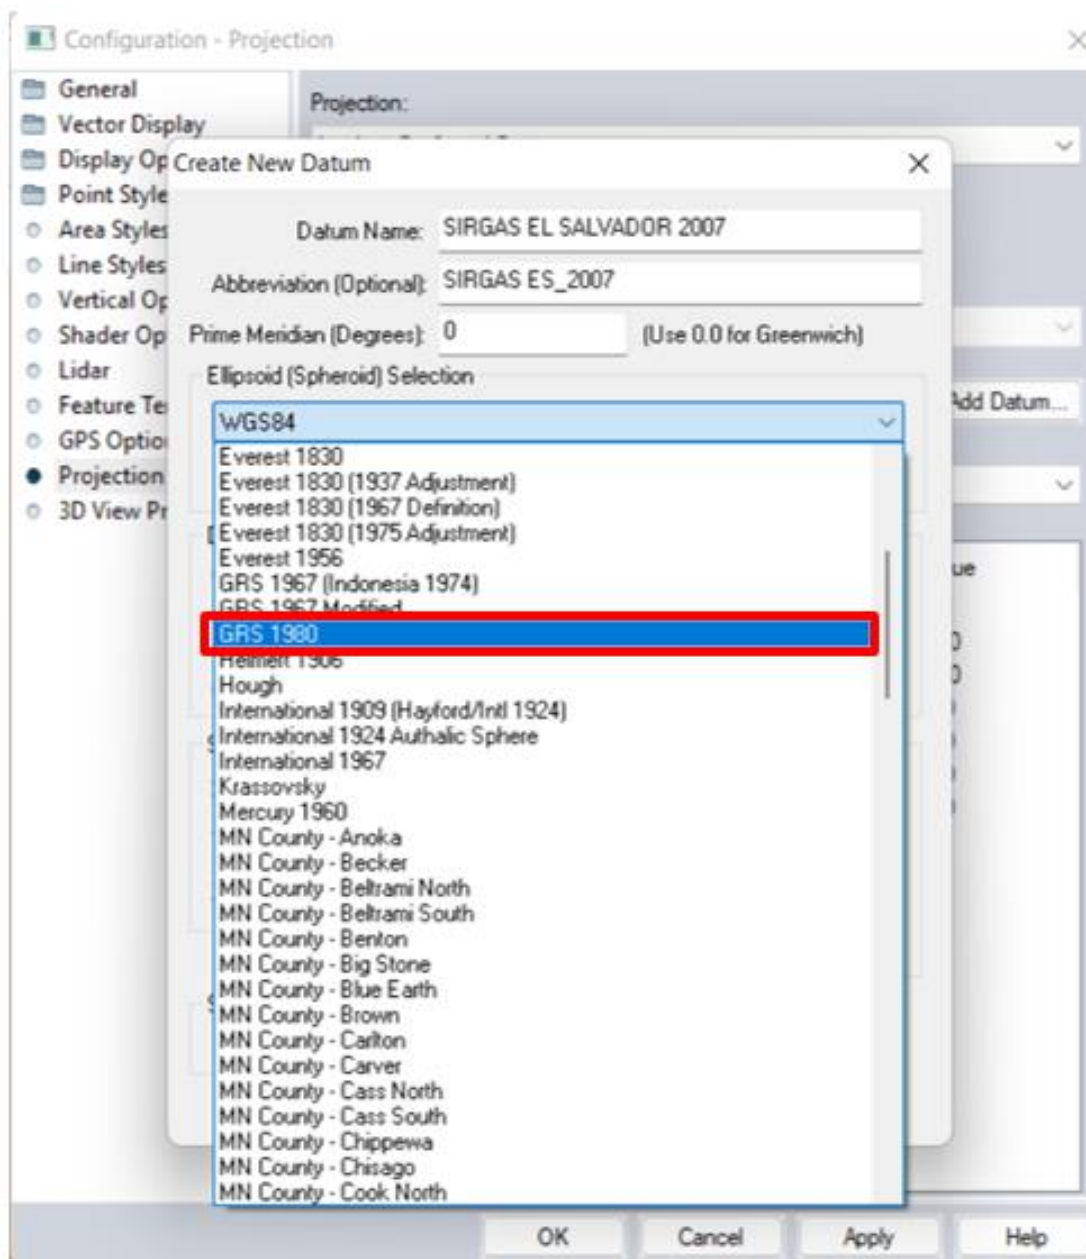 Configuration - Projection
General
Vector Display
Display Op
Point Style
Area Styles
Line Styles
Vertical Op
Shader Op
Lidar
Feature Te
GPS Optio
Projection
3D View Pr
Projection:
Create New Datum
Datum Name: SIRGAS EL SALVADOR 2007
Abbreviation (Optional): SIRGAS ES_2007
Prime Meridian (Degrees): 0 (Use 0.0 for Greenwich)
Ellipsoid (Spheroid) Selection
WGS84
Add Datum...
Everest 1830
Everest 1830 (1937 Adjustment)
Everest 1830 (1967 Definition)
Everest 1830 (1975 Adjustment)
Everest 1956
GRS 1967 (Indonesia 1974)
GRS 1967 Modified
GRS 1980
Helmert 1906
Hough
International 1909 (Hayford/Intl 1924)
International 1924 Authalic Sphere
International 1967
Krassovsky
Mercury 1960
MN County - Anoka
MN County - Becker
MN County - Beltrami North
MN County - Beltrami South
MN County - Benton
MN County - Big Stone
MN County - Blue Earth
MN County - Brown
MN County - Carlton
MN County - Carver
MN County - Cass North
MN County - Cass South
MN County - Chippewa
MN County - Chisago
MN County - Cook North
ue
OK
Cancel
Apply
Help